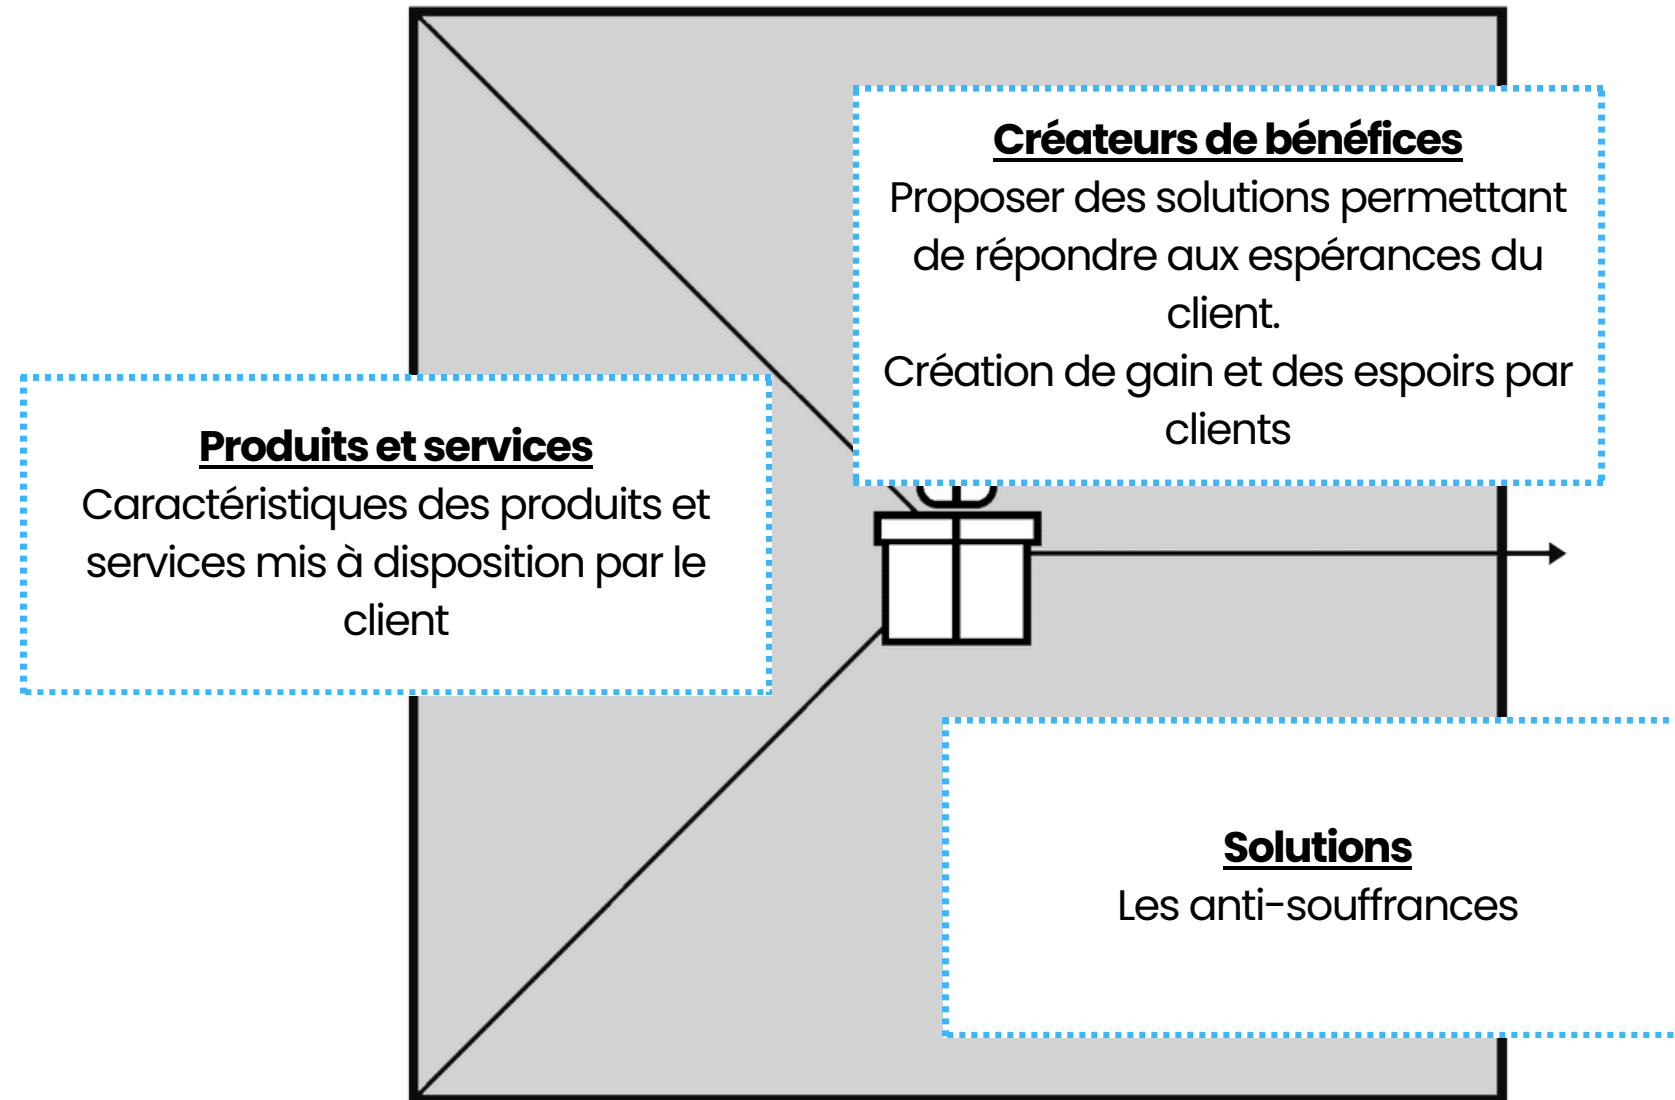 Créateurs de bénéfices
Proposer des solutions permettant
de répondre aux espérances du
client.
Création de gain et des espoirs par
clients
Produits et services
Caractéristiques des produits et
services mis à disposition par le
client
Solutions
Les anti-souffrances